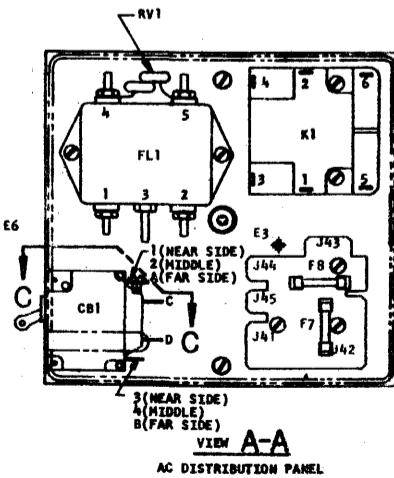 RV1
4
5
FL1
1
3
2
4
2
6
K1
3
1
5
E6
C
1(NEAR SIDE)
2(MIDDLE)
A(FAR SIDE)
CB1
C
C
D
3(NEAR SIDE)
4(MIDDLE)
B(FAR SIDE)
E3
J43
J44
F8
J45
F7
J41
J42
VIEW A-A
AC DISTRIBUTION PANEL